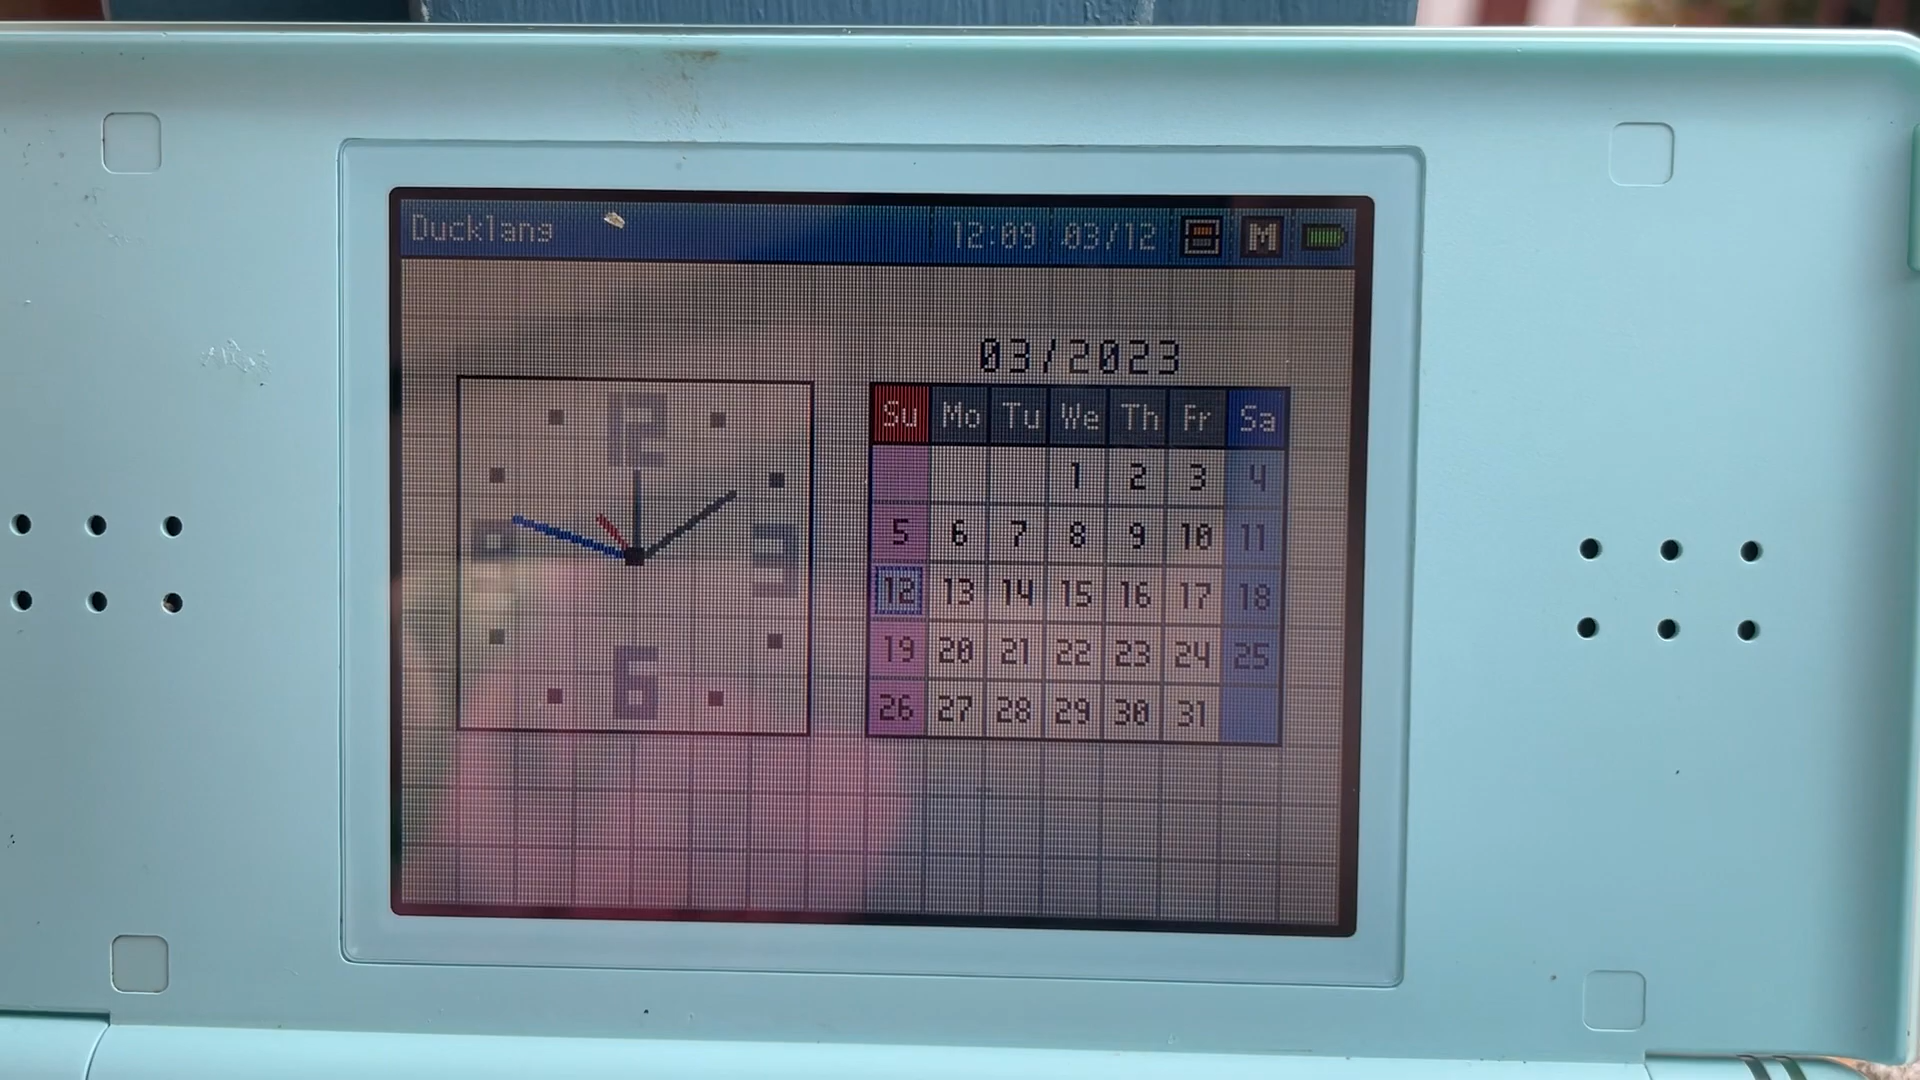 Ducklang 12:09 03/12 M
03/2023
12
9 3
6
Su Mo Tu We Th Fr Sa
1 2 3 4
5 6 7 8 9 10 11
12 13 14 15 16 17 18
19 20 21 22 23 24 25
26 27 28 29 30 31